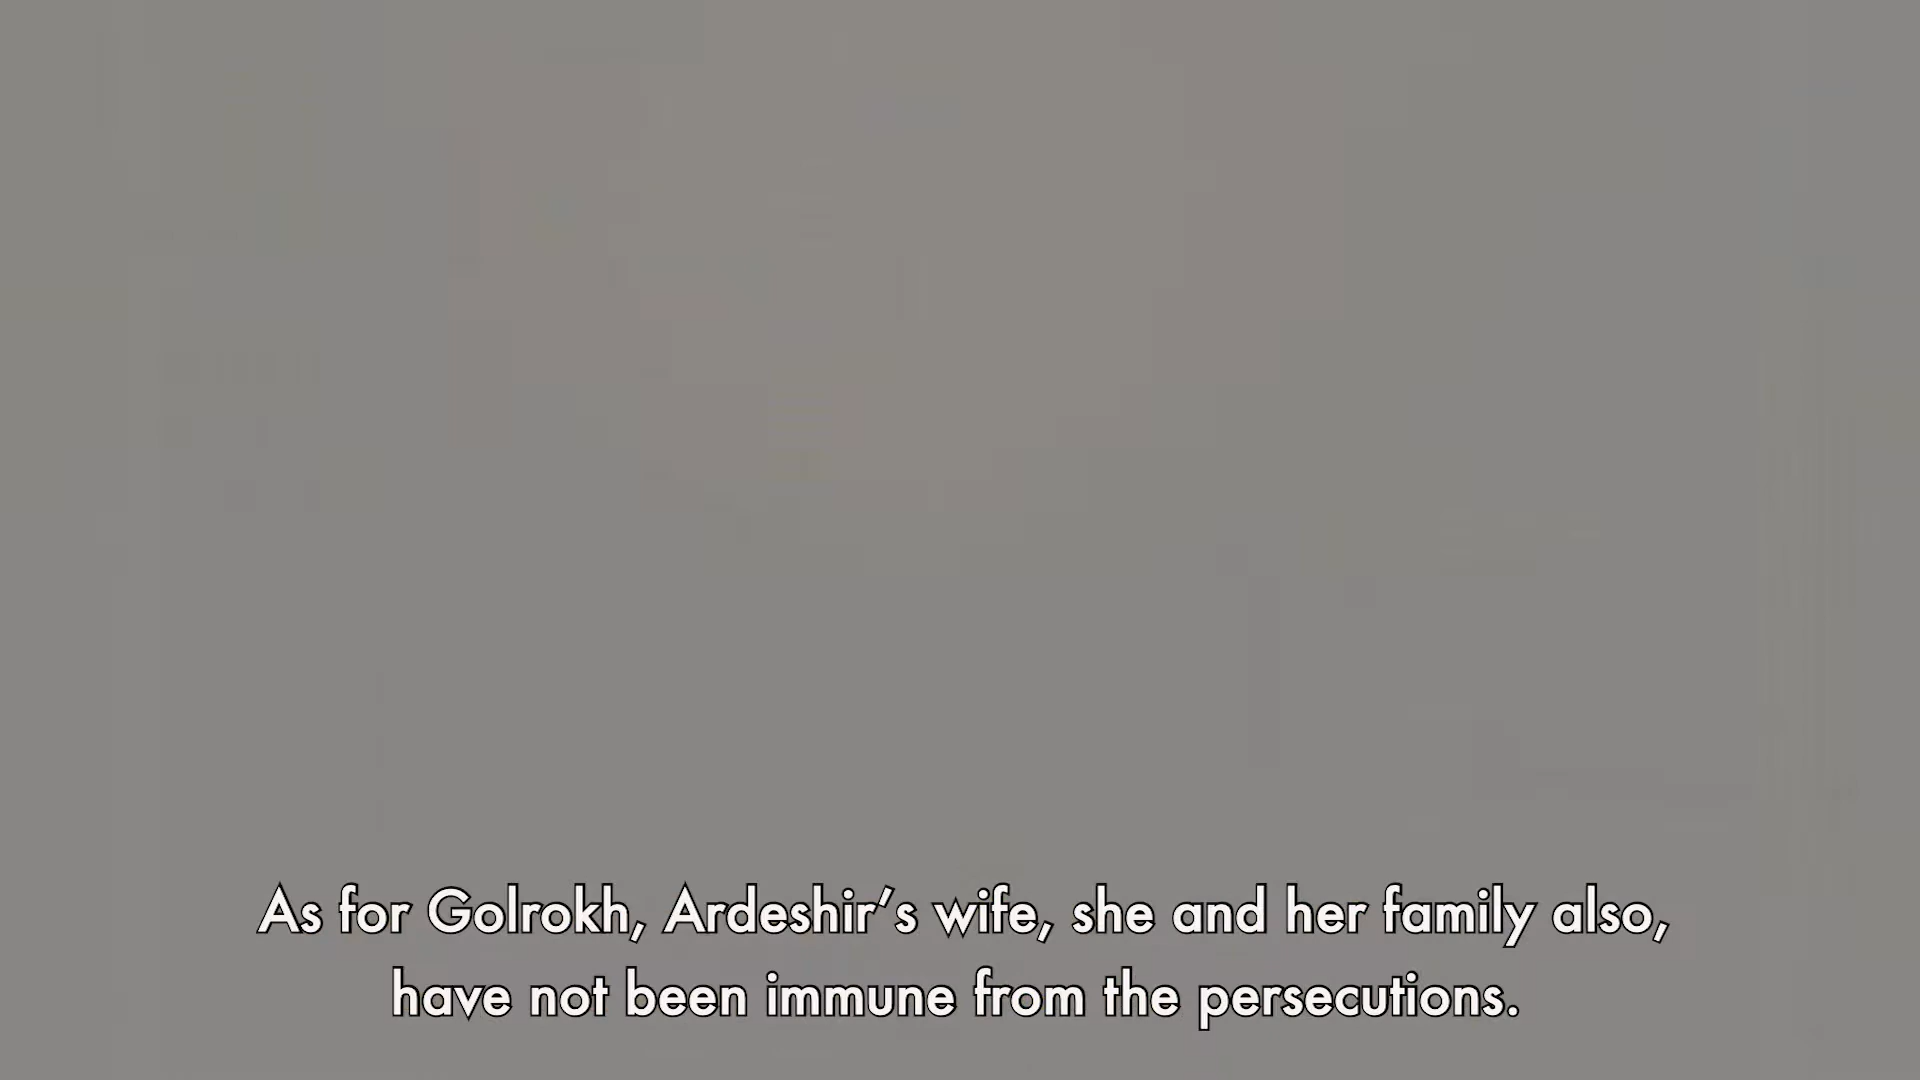 As for Golrokh, Ardeshir’s wife, she and her family also,
have not been immune from the persecutions.